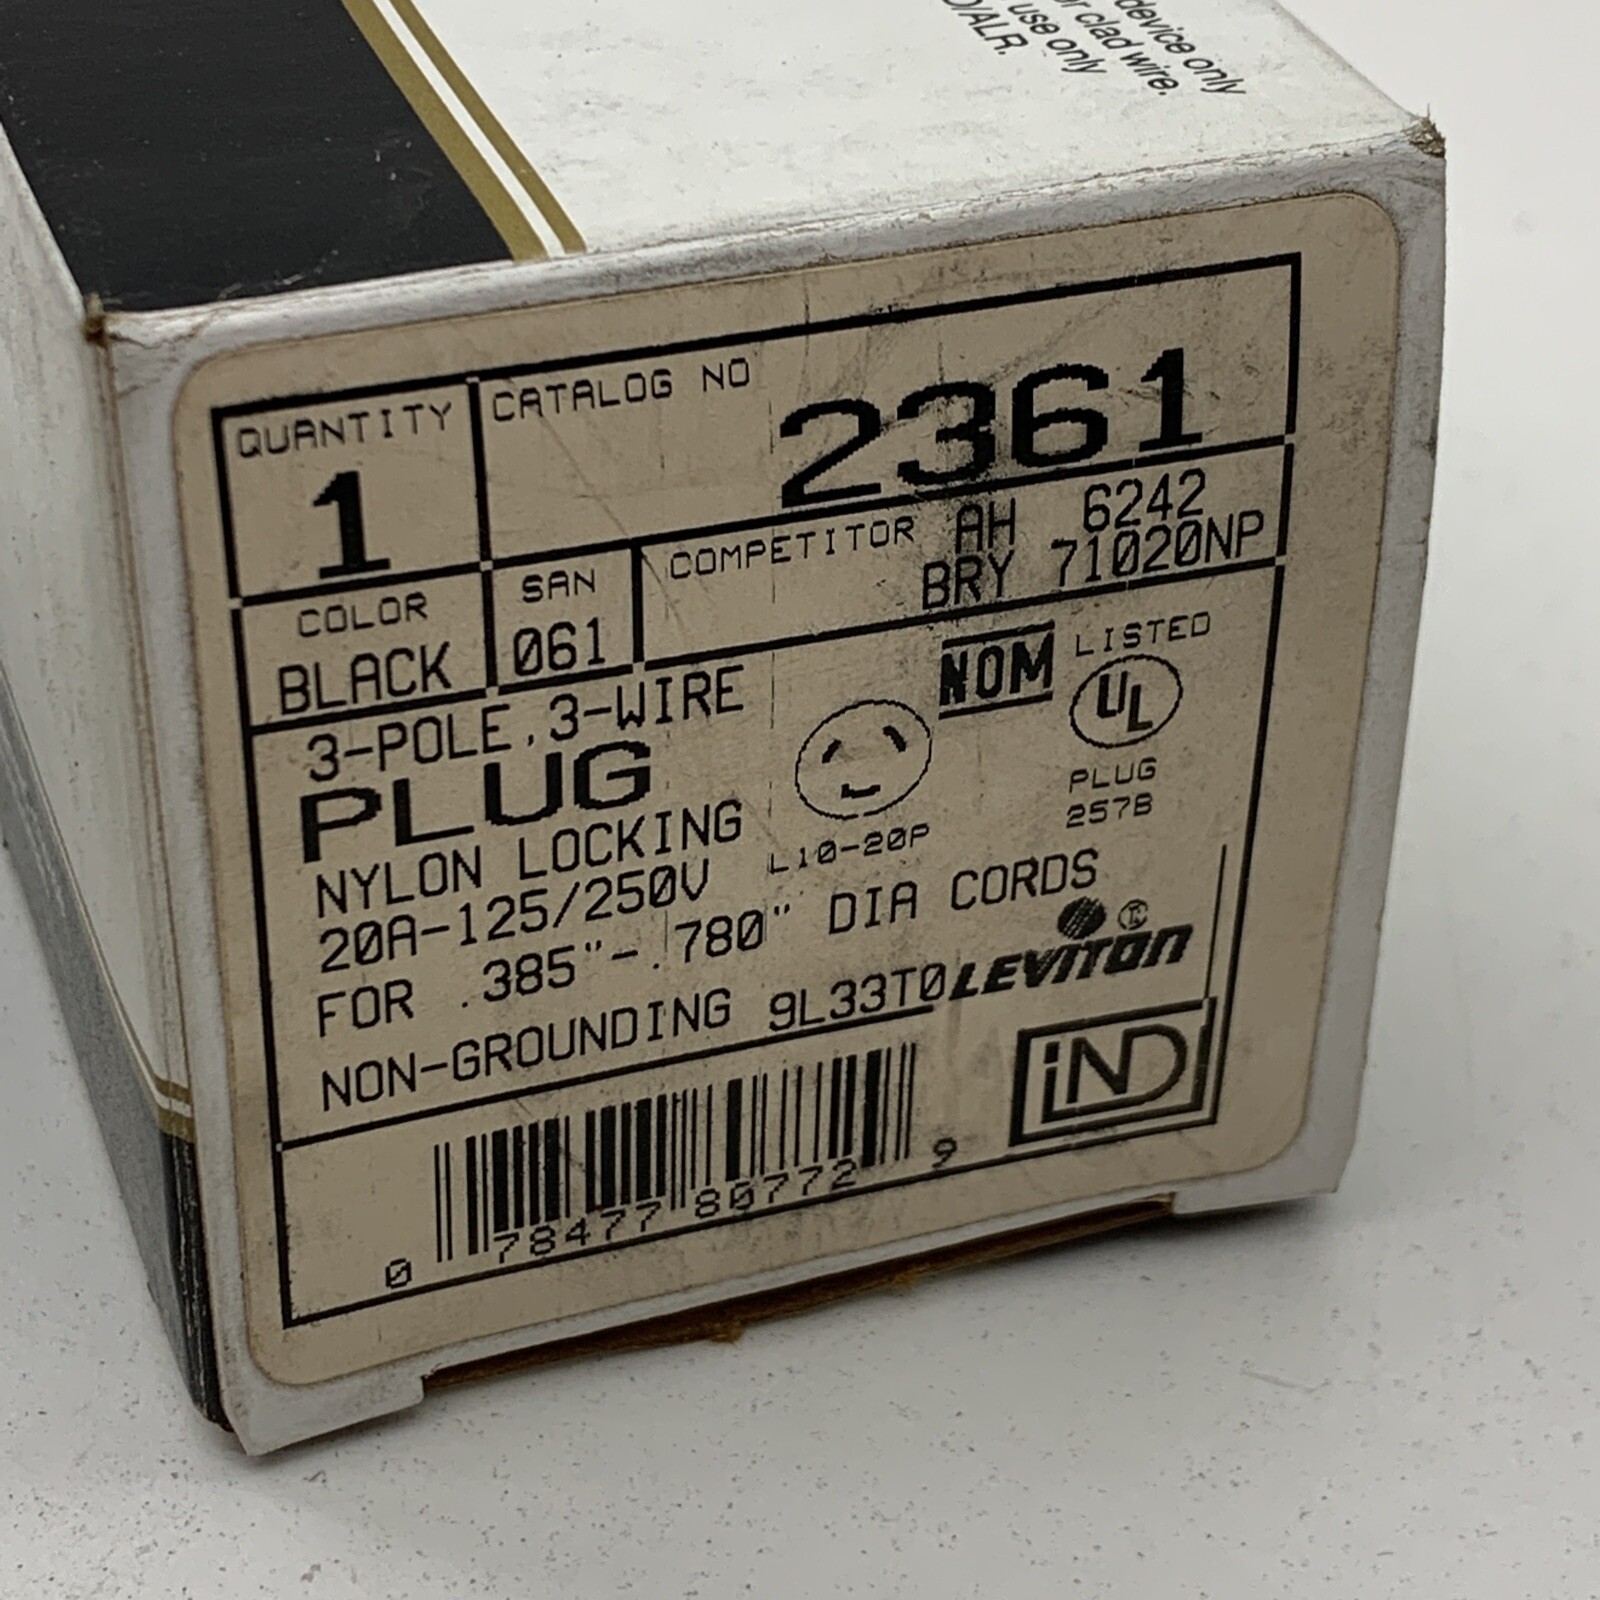 device only
clad wire.
use only
ALR.
QUANTITY
1
CATALOG NO
2361
COLOR
BLACK
SAN
061
COMPETITOR AH 6242
BRY 71020NP
3-POLE, 3-WIRE
PLUG
NYLON LOCKING
20A-125/250V
FOR .385"-.780" DIA CORDS
NON-GROUNDING 9L33T0
L10-20P
NOM
LISTED
UL
PLUG
257B
LEVITON ®
iND
0 78477 80772 9